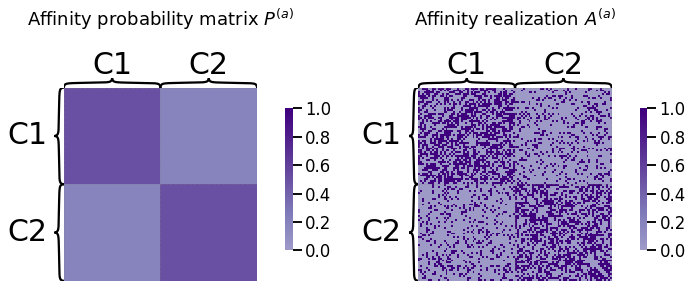 Affinity probability matrix P^(a)
C1 C2
C1
C2
1.0
0.8
0.6
0.4
0.2
0.0
Affinity realization A^(a)
C1 C2
C1
C2
1.0
0.8
0.6
0.4
0.2
0.0